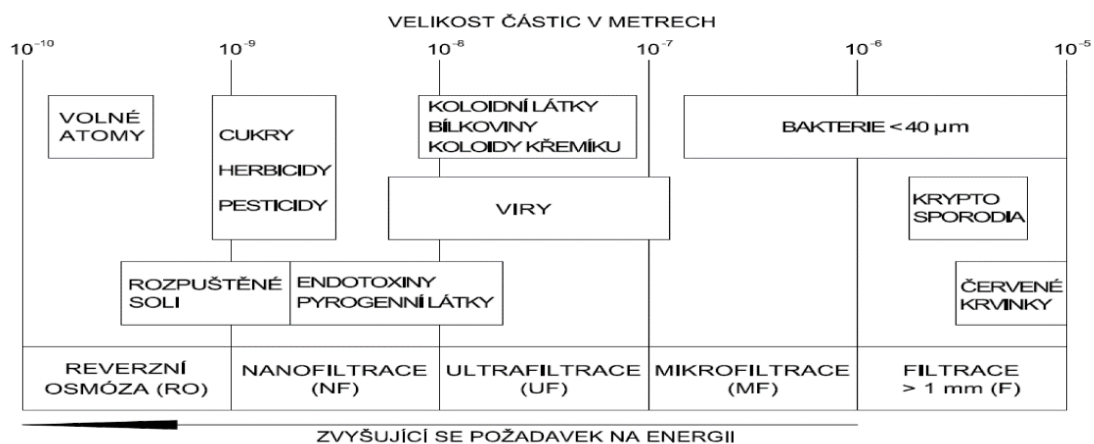 VELIKOST ČÁSTIC V METRECH
10⁻¹⁰ 10⁻⁹ 10⁻⁸ 10⁻⁷ 10⁻⁶ 10⁻⁵
VOLNÉ
ATOMY
CUKRY
HERBICIDY
PESTICIDY
KOLOIDNÍ LÁTKY
BÍLKOVINY
KOLOIDY KŘEMÍKU
BAKTERIE < 40 µm
VIRY
KRYPTO
SPORODIA
ROZPUŠTĚNÉ
SOLI
ENDOTOXINY
PYROGENNÍ LÁTKY
ČERVENÉ
KRVINKY
REVERZNÍ
OSMÓZA (RO)
NANOFILTRACE
(NF)
ULTRAFILTRACE
(UF)
MIKROFILTRACE
(MF)
FILTRACE
> 1 mm (F)
ZVYŠUJÍCÍ SE POŽADAVEK NA ENERGII